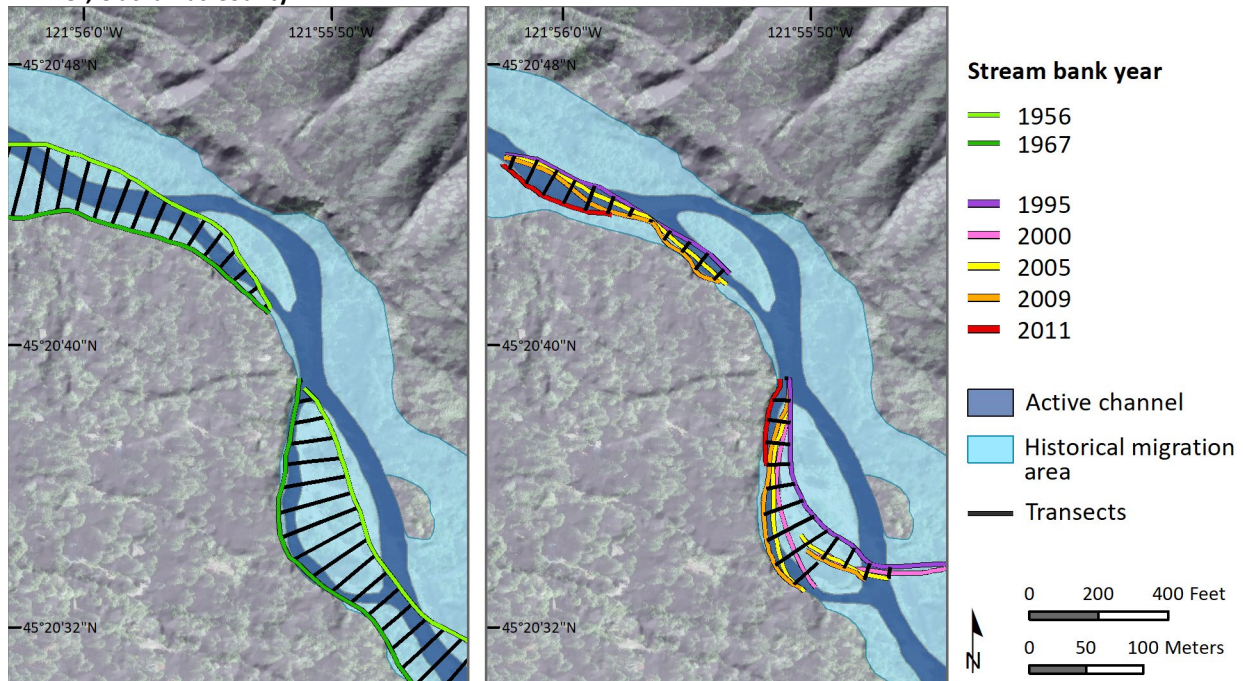 121°56'0"W
121°55'50"W
121°56'0"W
121°55'50"W
45°20'48"N
45°20'48"N
45°20'40"N
45°20'40"N
45°20'32"N
45°20'32"N
Stream bank year
1956
1967
1995
2000
2005
2009
2011
Active channel
Historical migration
area
Transects
0 200 400 Feet
0 50 100 Meters
N